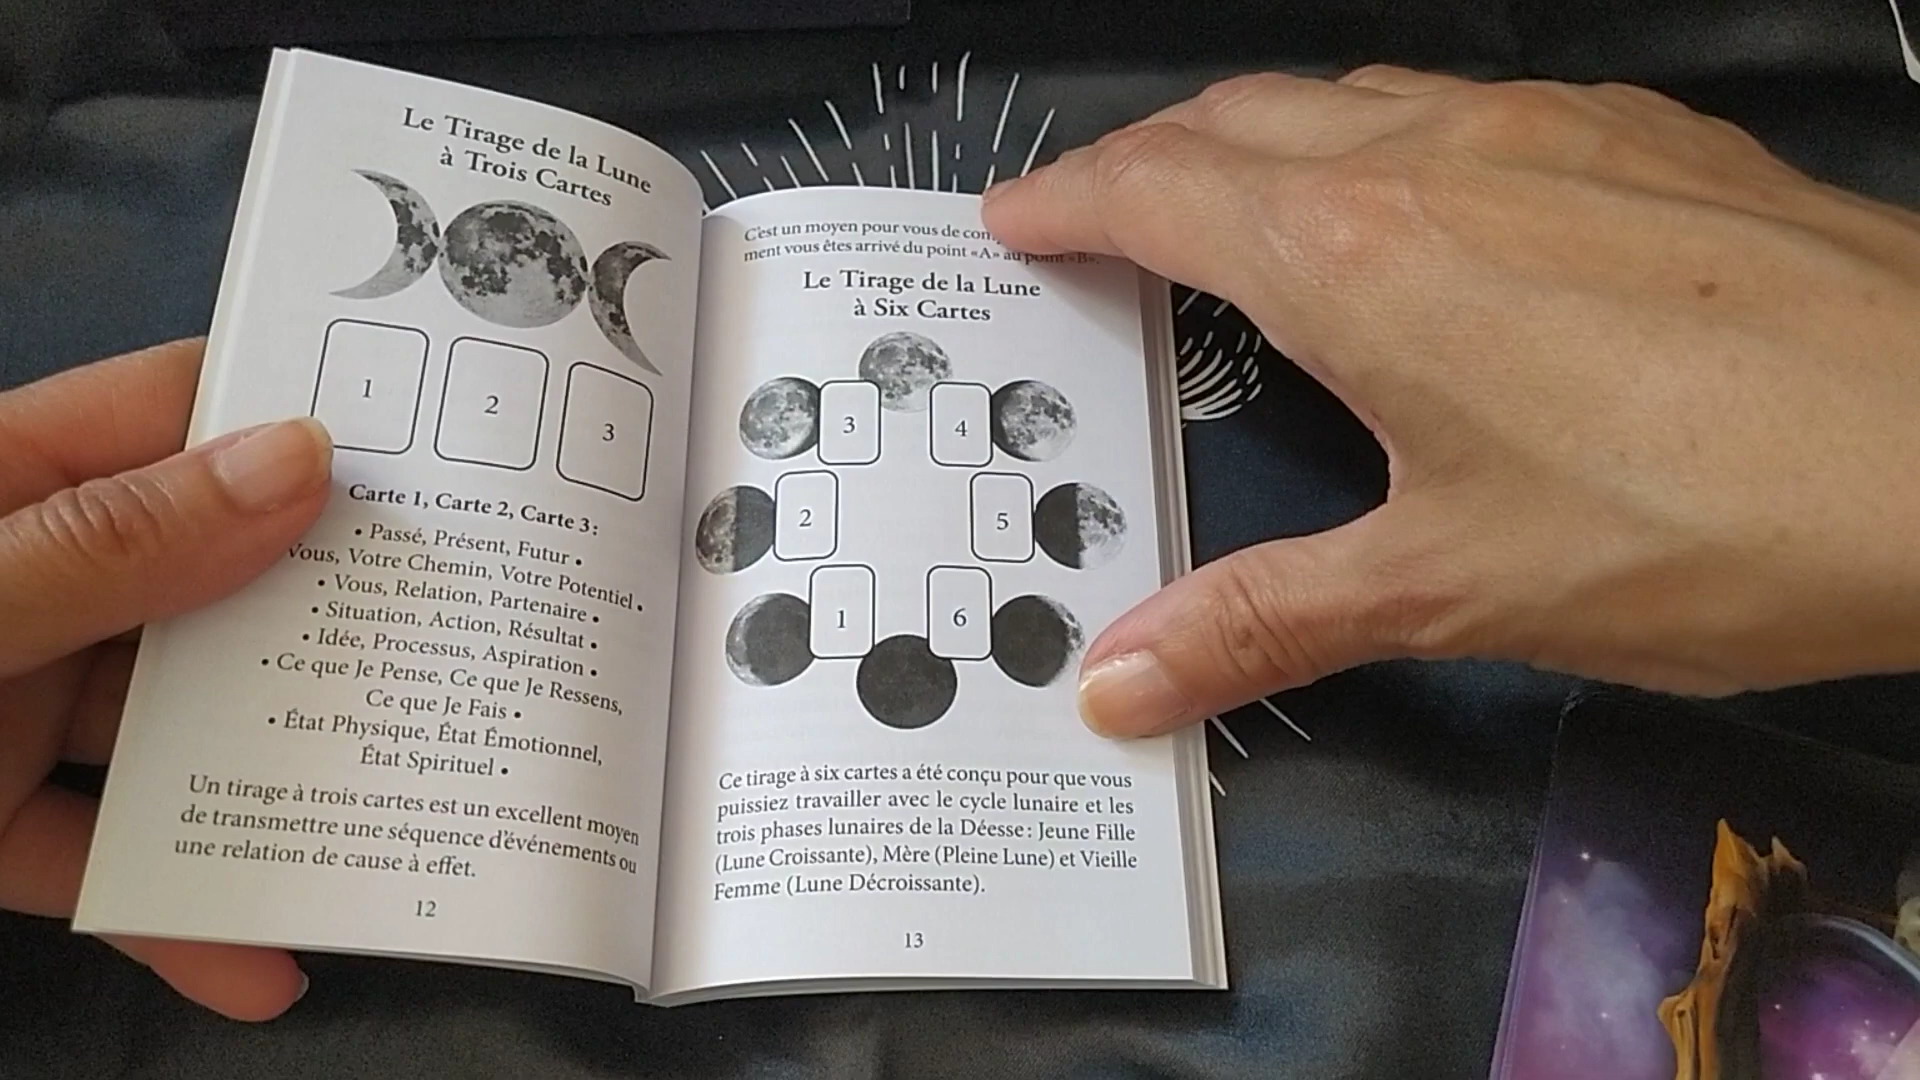 Le Tirage de la Lune
à Trois Cartes
1
2
3
Carte 1, Carte 2, Carte 3 :
• Passé, Présent, Futur •
Vous, Votre Chemin, Votre Potentiel •
• Vous, Relation, Partenaire •
• Situation, Action, Résultat •
• Idée, Processus, Aspiration •
• Ce que Je Pense, Ce que Je Ressens,
Ce que Je Fais •
• État Physique, État Émotionnel,
État Spirituel •
Un tirage à trois cartes est un excellent moyen
de transmettre une séquence d'événements ou
une relation de cause à effet.
12
C'est un moyen pour vous de
ment vous êtes arrivé du point «A» au point «B».
Le Tirage de la Lune
à Six Cartes
3
4
2
5
1
6
Ce tirage à six cartes a été conçu pour que vous
puissiez travailler avec le cycle lunaire et les
trois phases lunaires de la Déesse : Jeune Fille
(Lune Croissante), Mère (Pleine Lune) et Vieille
Femme (Lune Décroissante).
13